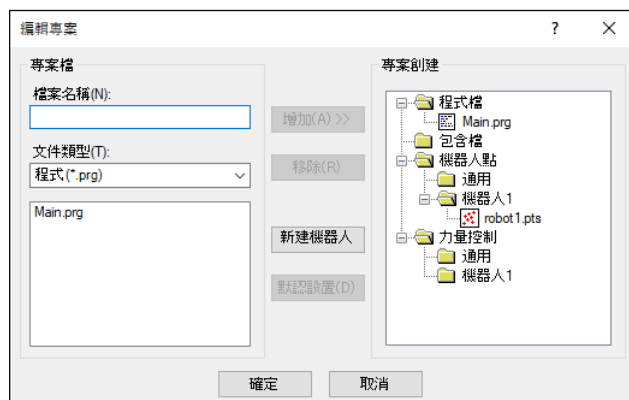 編輯專案
?
專案檔
檔案名稱(N):
文件類型(T):
程式(*.prg)
Main.prg
增加(A) >>
移除(R)
新建機器人
默認設置(D)
專案創建
程式檔
Main.prg
包含檔
機器人點
通用
機器人1
robot1.pts
力量控制
通用
機器人1
確定
取消